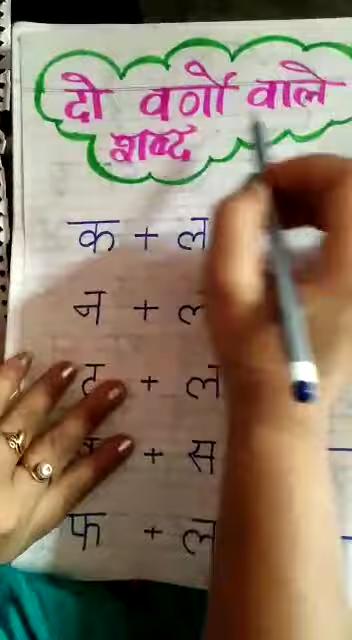 दो वर्गो वाले
शब्द
क + ल
न + ल
+ ल
+ स
फ + ल